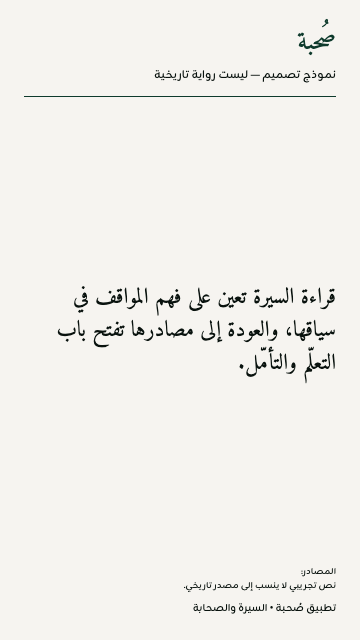 صُحبة
نموذج تصميم — ليست رواية تاريخية
قراءة السيرة تعين على فهم المواقف في
سياقها، والعودة إلى مصادرها تفتح باب
التعلّم والتأمّل.
المصادر:
نص تجريبي لا ينسب إلى مصدر تاريخي.
تطبيق صُحبة • السيرة والصحابة